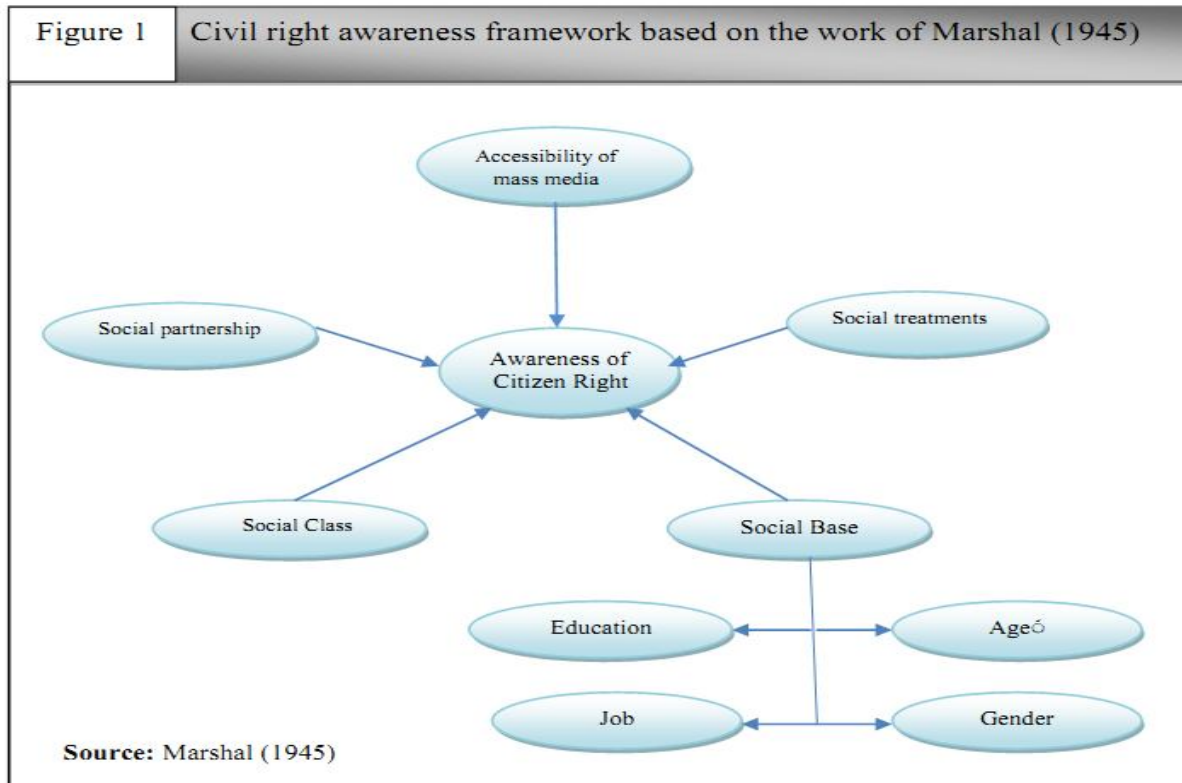 Figure 1
Civil right awareness framework based on the work of Marshal (1945)
Accessibility of
mass media
Social partnership
Social treatments
Awareness of
Citizen Right
Social Class
Social Base
Education
Ageó
Job
Gender
Source: Marshal (1945)